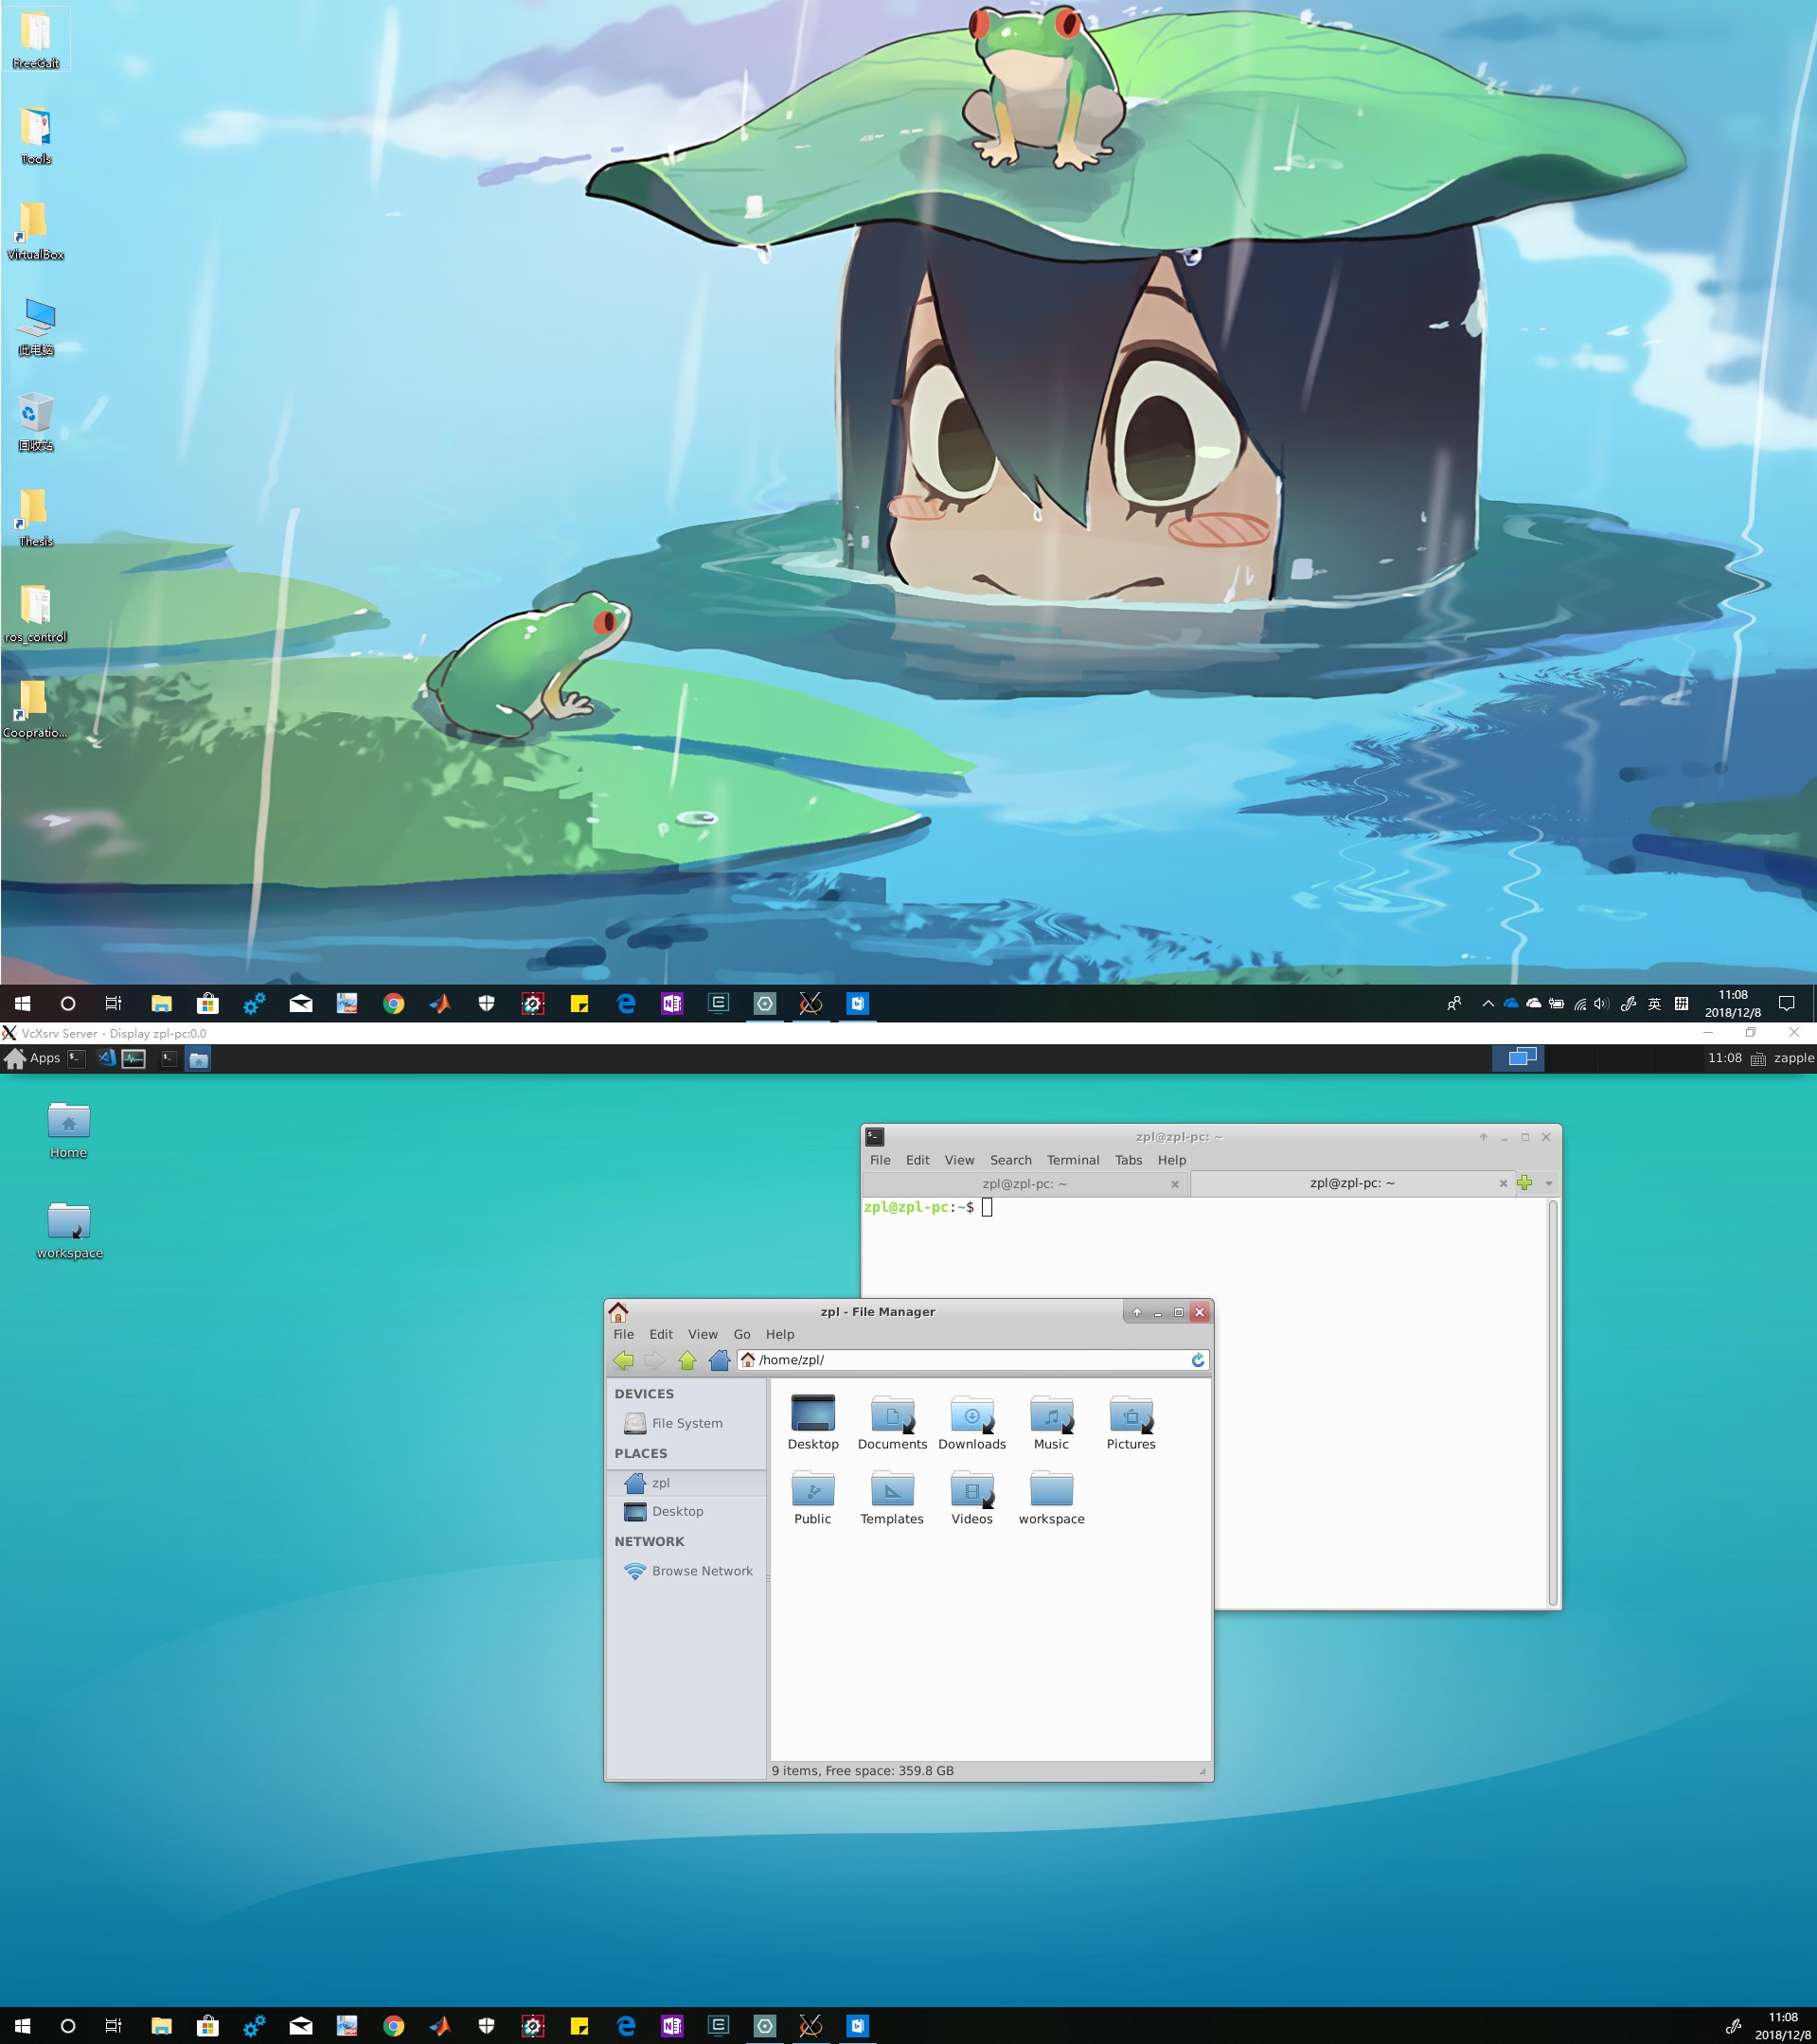 FreeGait
Tools
VirtualBox
此电脑
回收站
Thesis
ros_control
Coopratio...
英 拼
11:08
2018/12/8
VcXsrv Server - Display zpl-pc:0.0
Apps
11:08 zapple
Home
workspace
zpl@zpl-pc: ~
File Edit View Search Terminal Tabs Help
zpl@zpl-pc: ~ zpl@zpl-pc: ~
zpl@zpl-pc:~$
zpl - File Manager
File Edit View Go Help
/home/zpl/
DEVICES
File System
PLACES
zpl
Desktop
NETWORK
Browse Network
Desktop Documents Downloads Music Pictures
Public Templates Videos workspace
9 items, Free space: 359.8 GB
11:08
2018/12/8